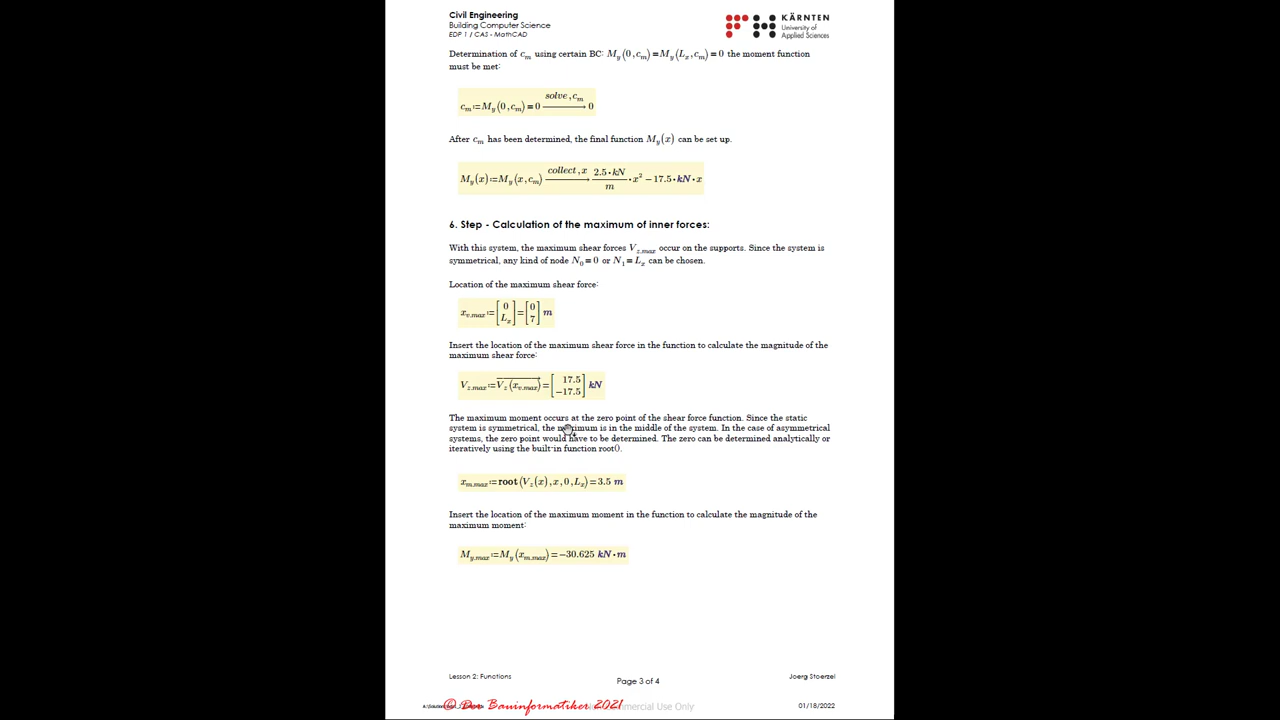 Civil Engineering
Building Computer Science
EDP 1 / CAS - MathCAD
KÄRNTEN
University of
Applied Sciences
Determination of c_m using certain BC: M_y(0,c_m)=M_y(L_x,c_m)=0 the moment function
must be met:
c_m:=M_y(0,c_m)=0 solve,c_m → 0
After c_m has been determined, the final function M_y(x) can be set up.
M_y(x):=M_y(x,c_m) collect,x → 2.5·kN/m·x²−17.5·kN·x
6. Step - Calculation of the maximum of inner forces:
With this system, the maximum shear forces V_z.max occur on the supports. Since the system is
symmetrical, any kind of node N_0=0 or N_1=L_x can be chosen.
Location of the maximum shear force:
x_v.max:=[0 L_x]=[0 7] m
Insert the location of the maximum shear force in the function to calculate the magnitude of the
maximum shear force:
V_z.max:=V_z(x_v.max)=[17.5 −17.5] kN
The maximum moment occurs at the zero point of the shear force function. Since the static
system is symmetrical, the maximum is in the middle of the system. In the case of asymmetrical
systems, the zero point would have to be determined. The zero can be determined analytically or
iteratively using the built-in function root().
x_m.max:=root(V_z(x),x,0,L_x)=3.5 m
Insert the location of the maximum moment in the function to calculate the magnitude of the
maximum moment:
M_y.max:=M_y(x_m.max)=−30.625 kN·m
Lesson 2: Functions
Page 3 of 4
Joerg Stoerzel
© Der Bauinformatiker 2021
Commercial Use Only
01/18/2022